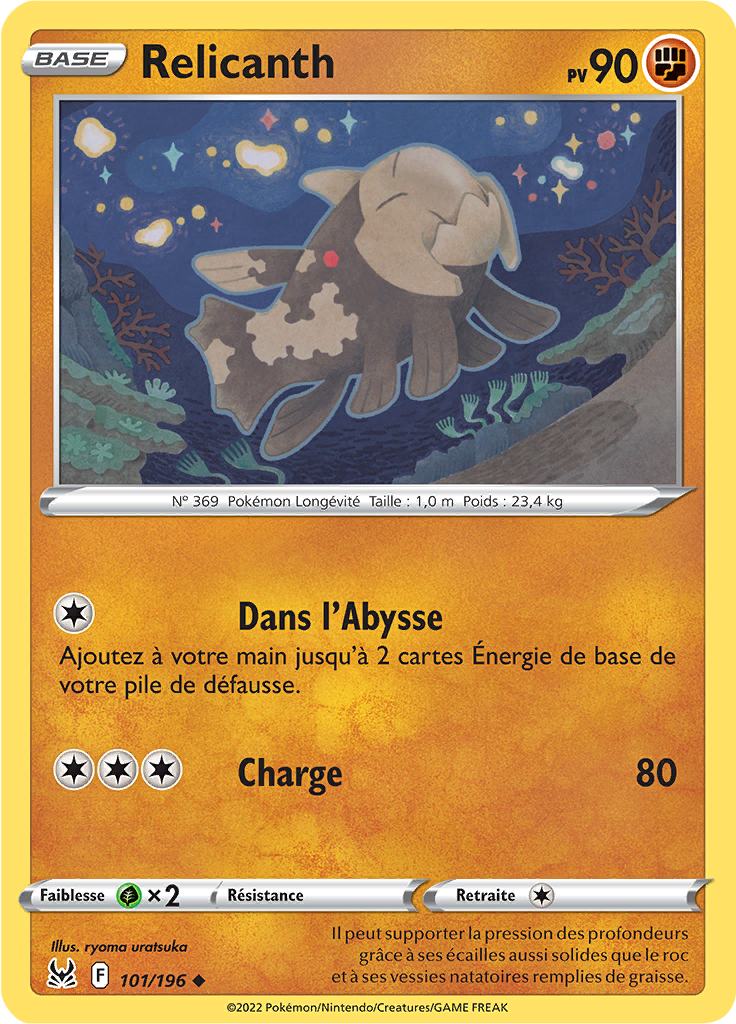 BASE Relicanth PV 90
Nº 369 Pokémon Longévité Taille : 1,0 m Poids : 23,4 kg
Dans l'Abysse
Ajoutez à votre main jusqu'à 2 cartes Énergie de base de
votre pile de défausse.
Charge 80
Faiblesse ×2 Résistance Retraite
Illus. ryoma uratsuka
F 101/196
Il peut supporter la pression des profondeurs
grâce à ses écailles aussi solides que le roc
et à ses vessies natatoires remplies de graisse.
©2022 Pokémon/Nintendo/Creatures/GAME FREAK